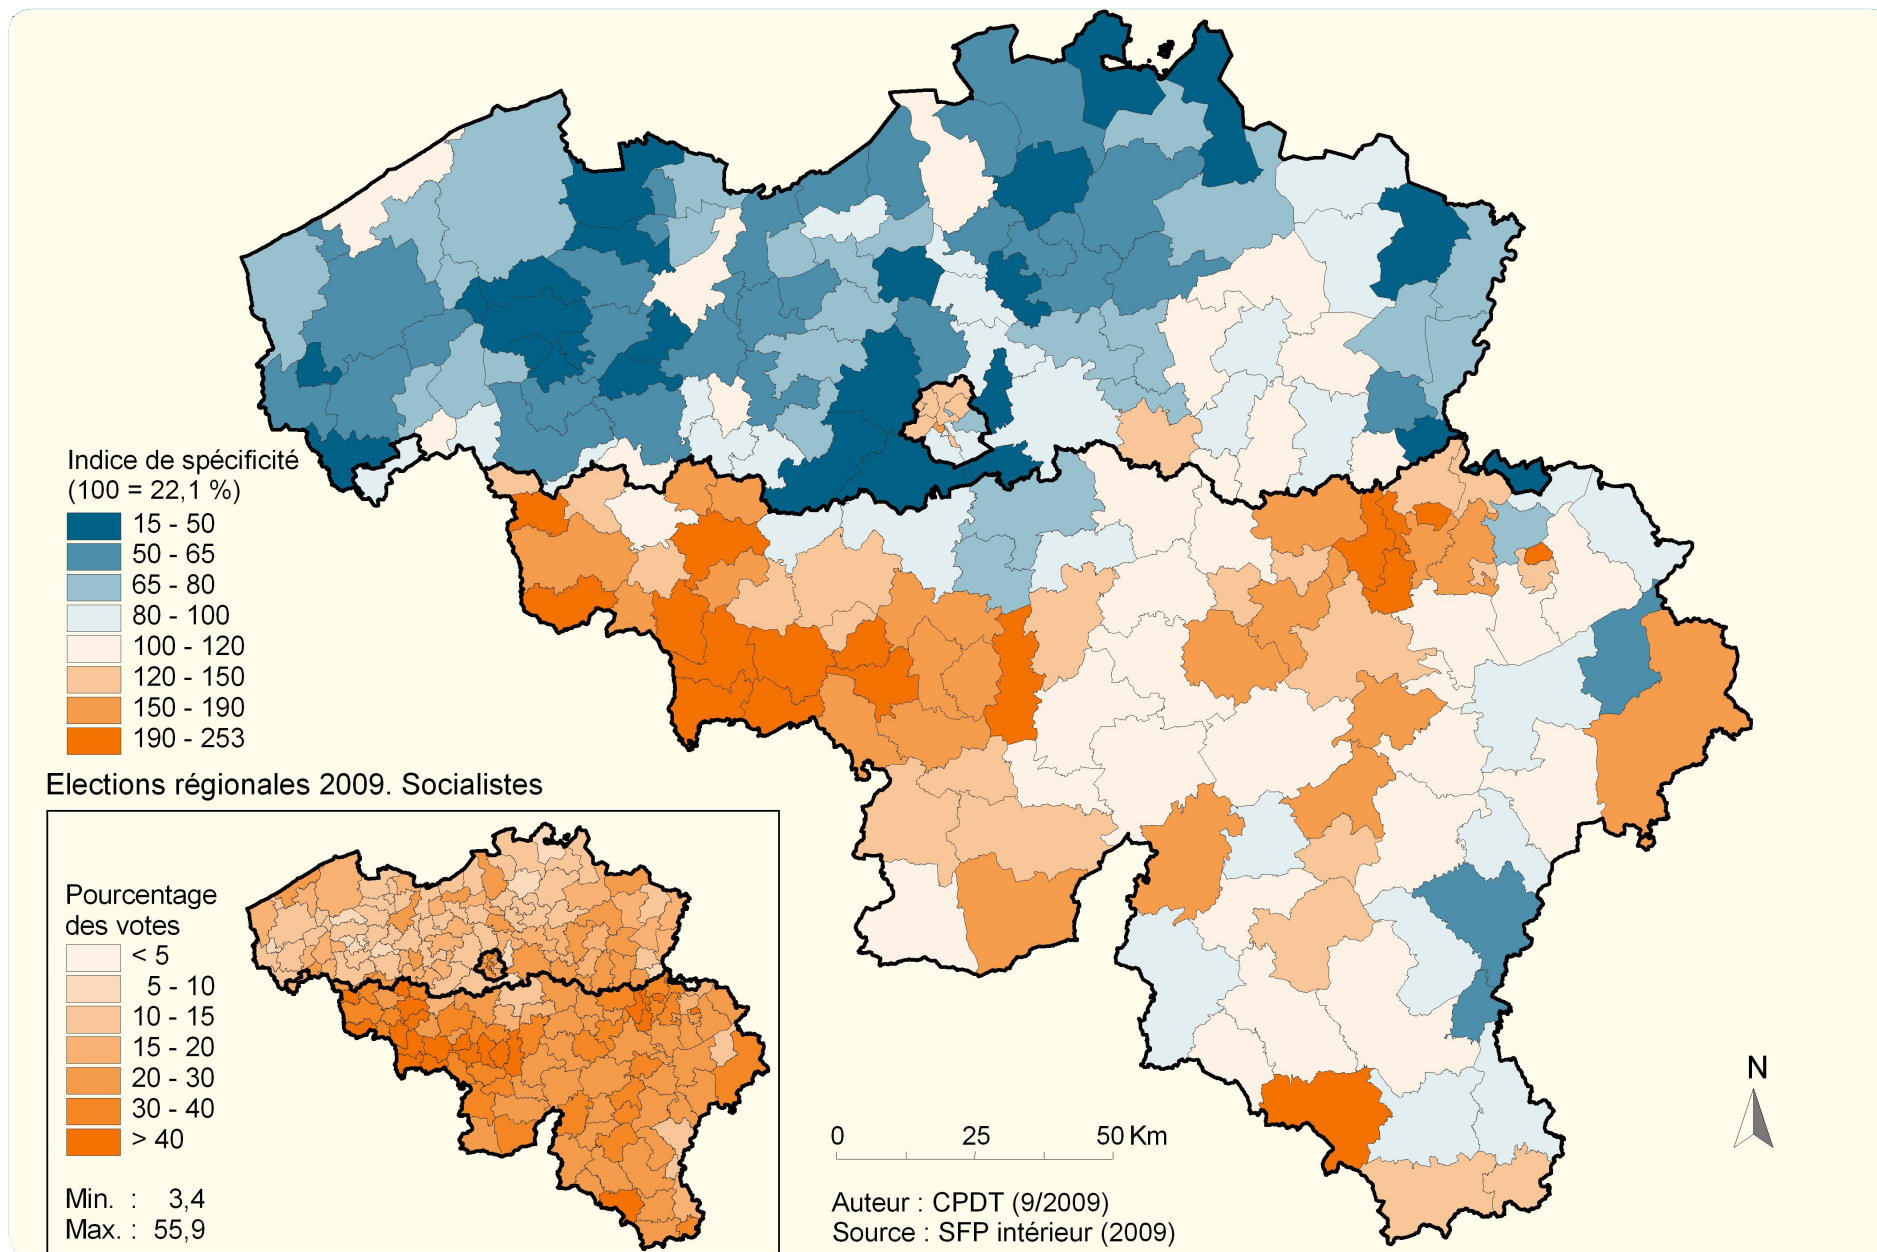 Indice de spécificité
(100 = 22,1 %)
15 - 50
50 - 65
65 - 80
80 - 100
100 - 120
120 - 150
150 - 190
190 - 253
Elections régionales 2009. Socialistes
Pourcentage
des votes
< 5
5 - 10
10 - 15
15 - 20
20 - 30
30 - 40
> 40
Min. : 3,4
Max. : 55,9
0 25 50 Km
Auteur : CPDT (9/2009)
Source : SFP intérieur (2009)
N